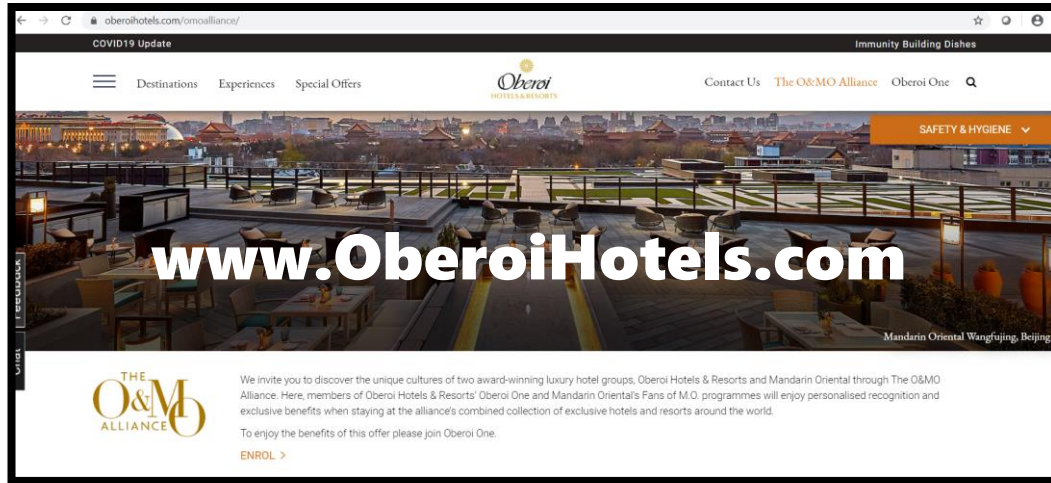 oberoihotels.com/omoalliance/
COVID19 Update Immunity Building Dishes
Destinations Experiences Special Offers Oberoi Contact Us The O&MO Alliance Oberoi One
HOTELS & RESORTS
SAFETY & HYGIENE
www.OberoiHotels.com
Feedback
Chat
Mandarin Oriental Wangfujing, Beijing
THE
O&MO
ALLIANCE
We invite you to discover the unique cultures of two award-winning luxury hotel groups, Oberoi Hotels & Resorts and Mandarin Oriental through The O&MO
Alliance. Here, members of Oberoi Hotels & Resorts' Oberoi One and Mandarin Oriental's Fans of M.O. programmes will enjoy personalised recognition and
exclusive benefits when staying at the alliance's combined collection of exclusive hotels and resorts around the world.
To enjoy the benefits of this offer please join Oberoi One.
ENROL >